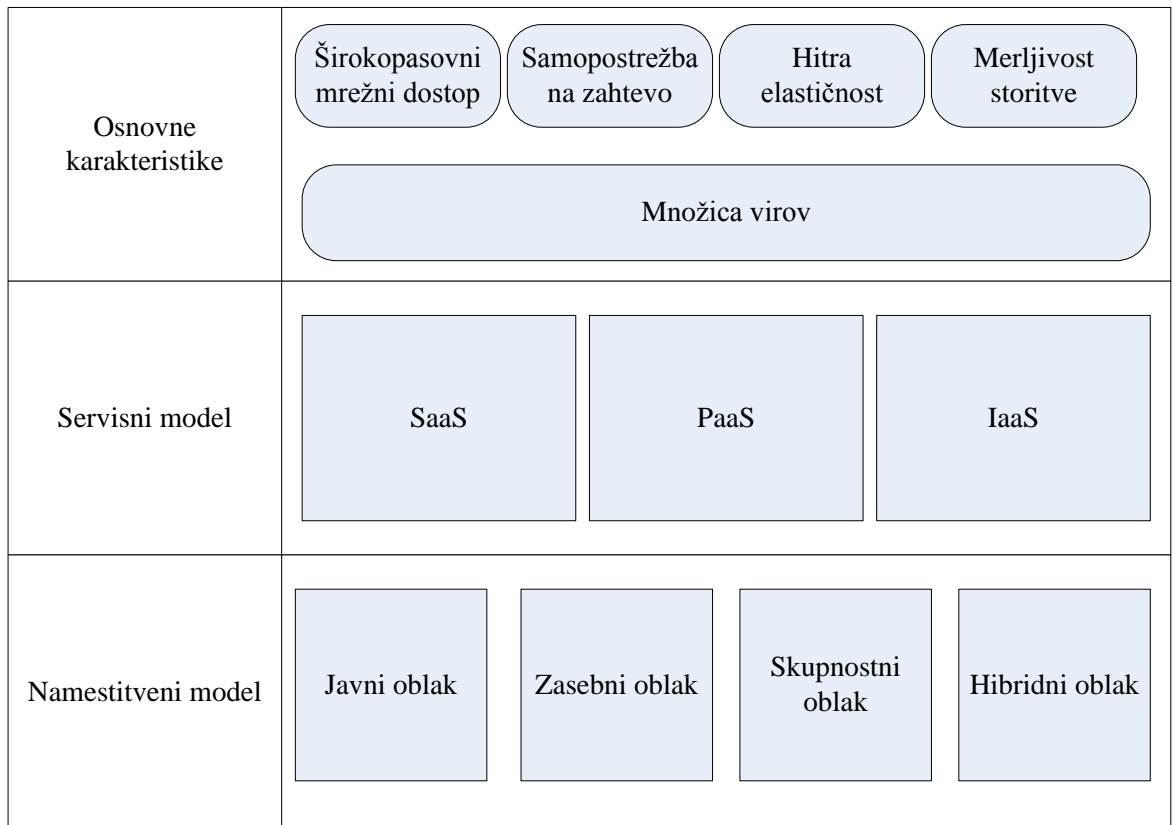 Osnovne
karakteristike
Širokopasovni
mrežni dostop
Samopostrežba
na zahtevo
Hitra
elastičnost
Merljivost
storitve
Množica virov
Servisni model
SaaS
PaaS
IaaS
Namestitveni model
Javni oblak
Zasebni oblak
Skupnostni
oblak
Hibridni oblak